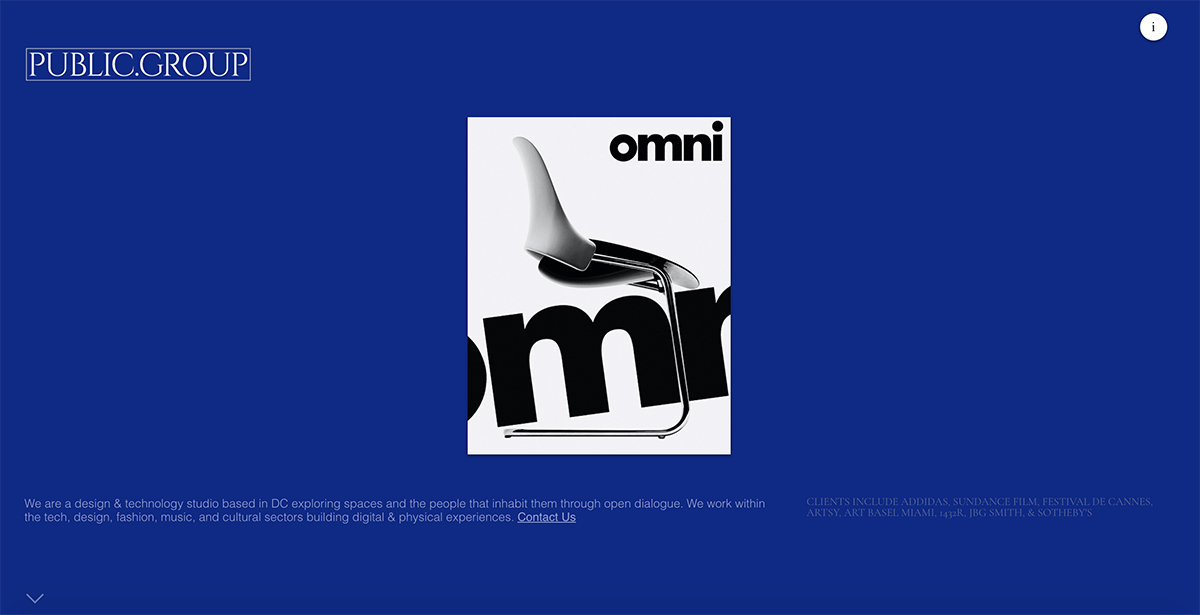 i
PUBLIC.GROUP
omni
omn
We are a design & technology studio based in DC exploring spaces and the people that inhabit them through open dialogue. We work within
the tech, design, fashion, music, and cultural sectors building digital & physical experiences. Contact Us
CLIENTS INCLUDE ADDIDAS, SUNDANCE FILM, FESTIVAL DE CANNES,
ARTSY, ART BASEL MIAMI, 1432R, JBG SMITH, & SOTHEBY'S